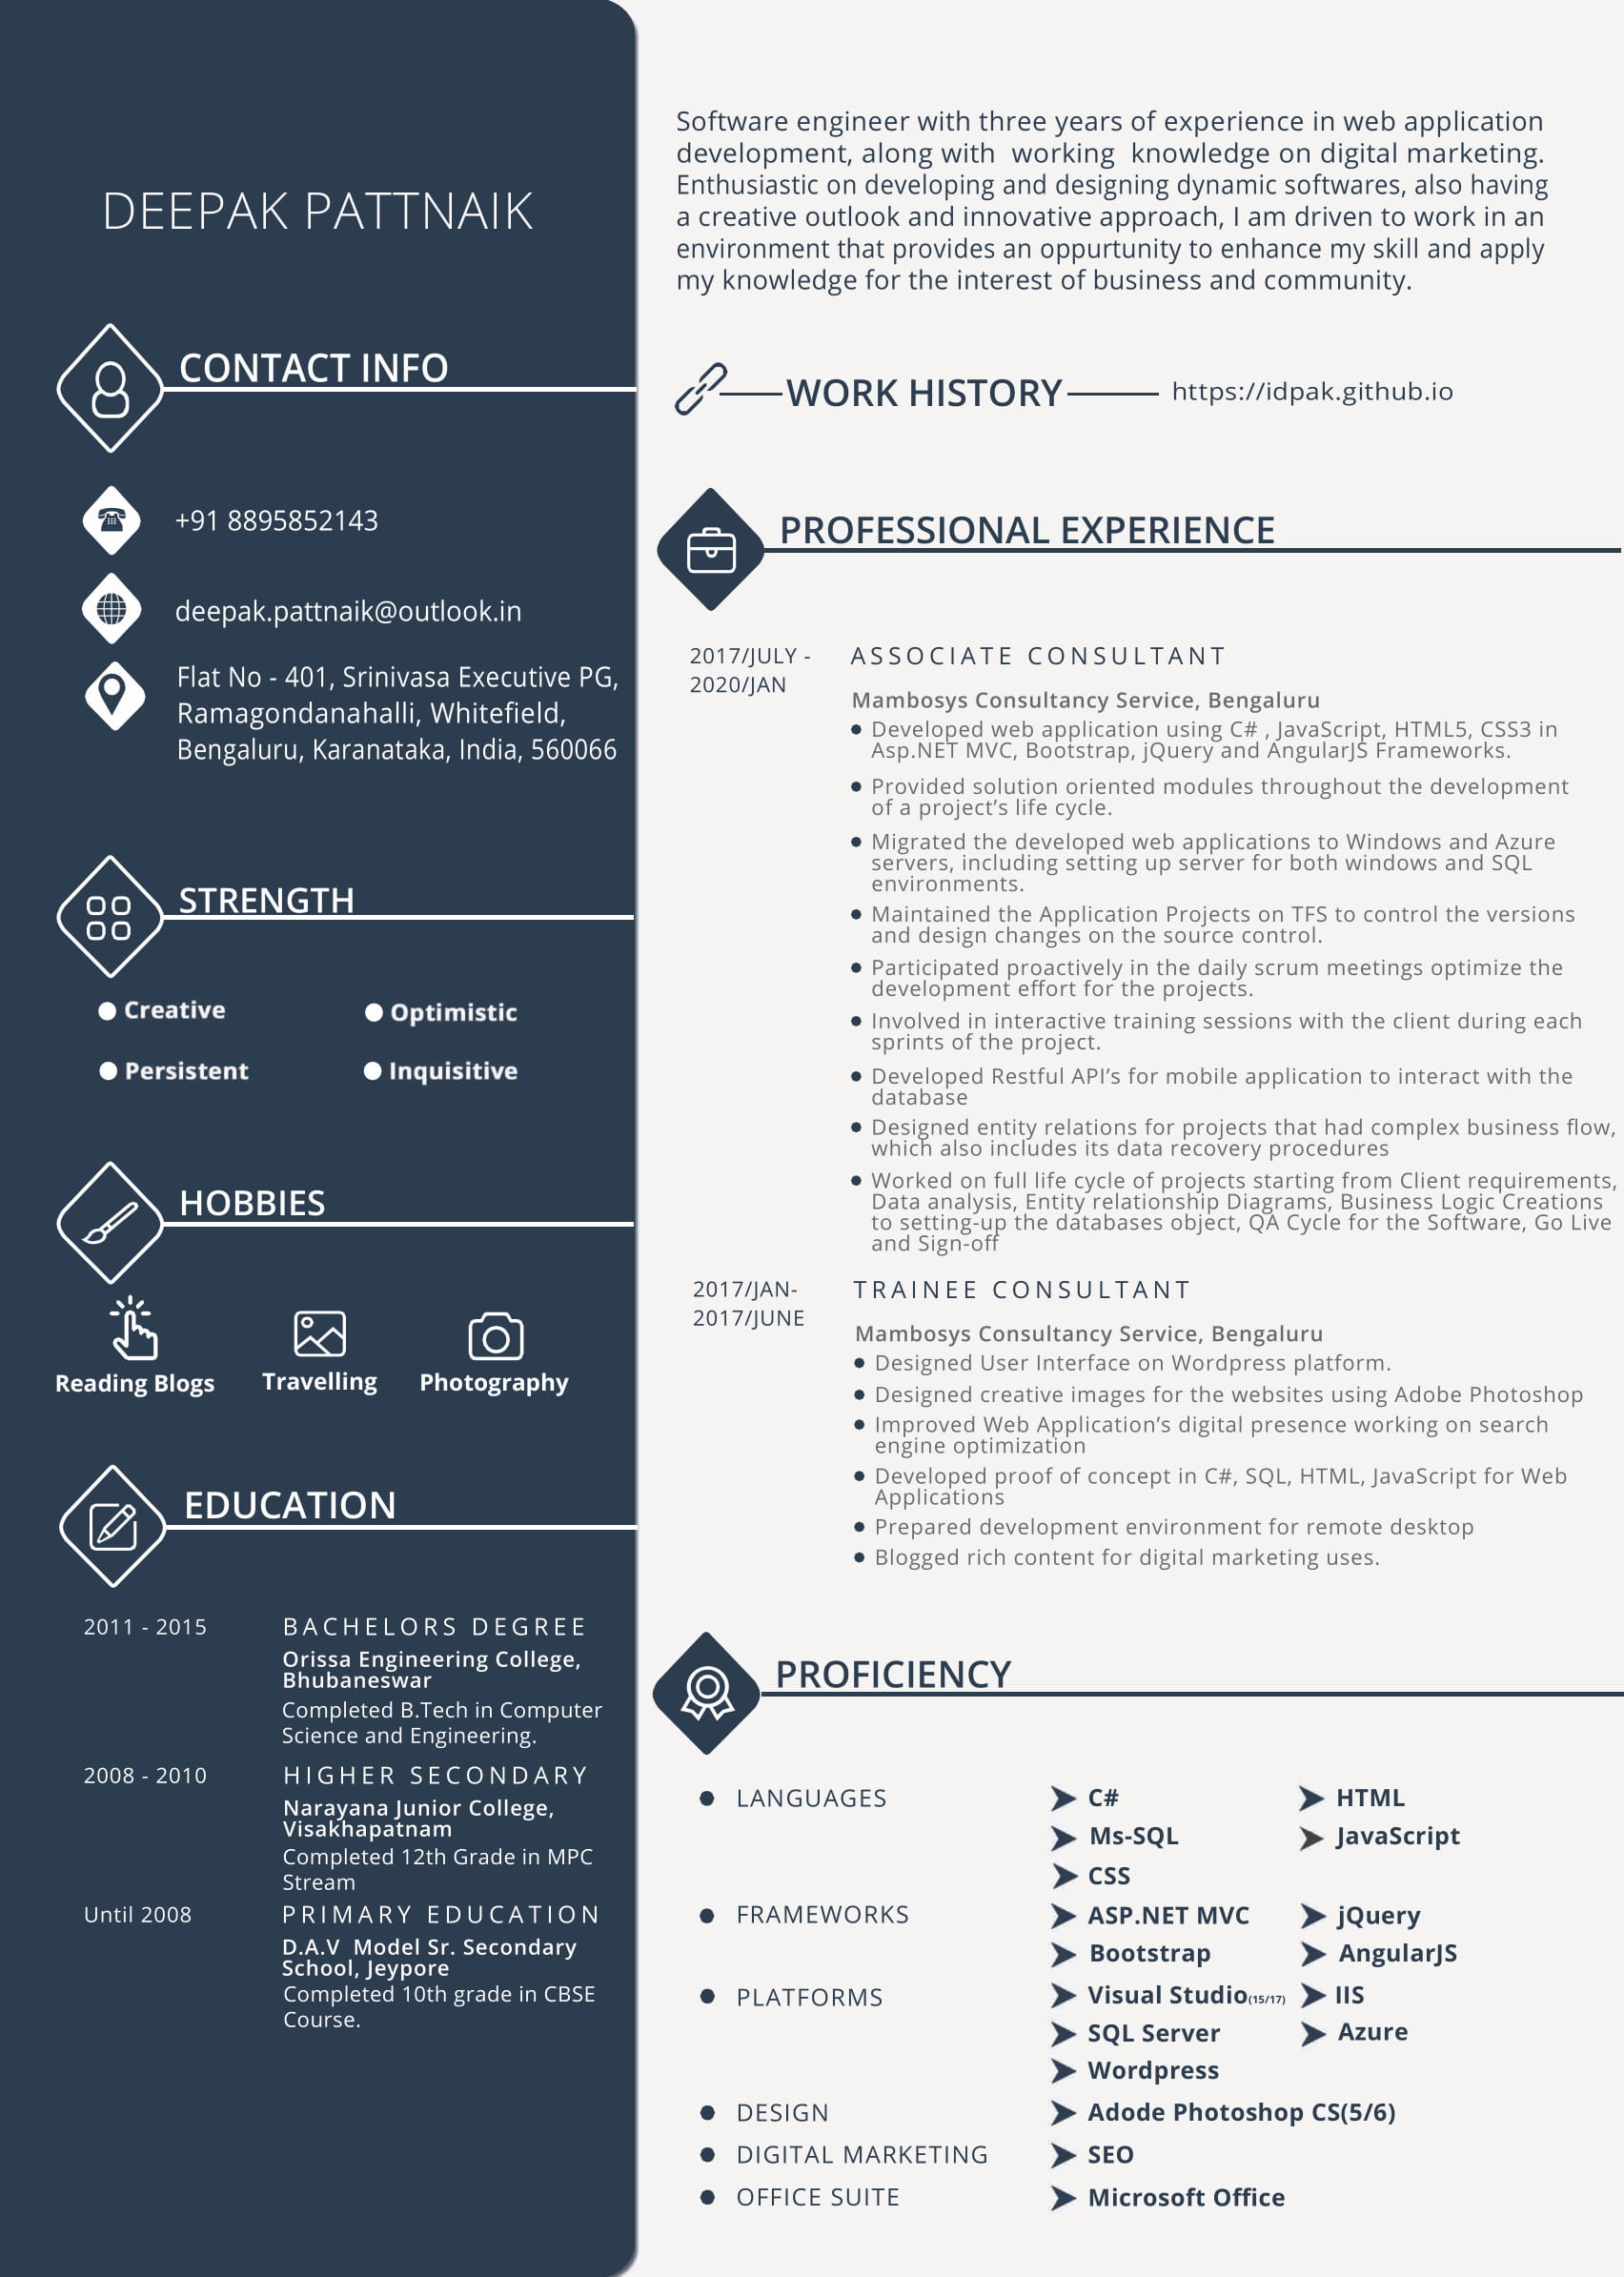 DEEPAK PATTNAIK
CONTACT INFO
+91 8895852143
deepak.pattnaik@outlook.in
Flat No - 401, Srinivasa Executive PG,
Ramagondanahalli, Whitefield,
Bengaluru, Karanataka, India, 560066
STRENGTH
Creative
Optimistic
Persistent
Inquisitive
HOBBIES
Reading Blogs
Travelling
Photography
EDUCATION
2011 - 2015
BACHELORS DEGREE
Orissa Engineering College,
Bhubaneswar
Completed B.Tech in Computer
Science and Engineering.
2008 - 2010
HIGHER SECONDARY
Narayana Junior College,
Visakhapatnam
Completed 12th Grade in MPC
Stream
Until 2008
PRIMARY EDUCATION
D.A.V Model Sr. Secondary
School, Jeypore
Completed 10th grade in CBSE
Course.
Software engineer with three years of experience in web application
development, along with working knowledge on digital marketing.
Enthusiastic on developing and designing dynamic softwares, also having
a creative outlook and innovative approach, I am driven to work in an
environment that provides an oppurtunity to enhance my skill and apply
my knowledge for the interest of business and community.
WORK HISTORY
https://idpak.github.io
PROFESSIONAL EXPERIENCE
2017/JULY -
2020/JAN
ASSOCIATE CONSULTANT
Mambosys Consultancy Service, Bengaluru
Developed web application using C# , JavaScript, HTML5, CSS3 in
Asp.NET MVC, Bootstrap, jQuery and AngularJS Frameworks.
Provided solution oriented modules throughout the development
of a project’s life cycle.
Migrated the developed web applications to Windows and Azure
servers, including setting up server for both windows and SQL
environments.
Maintained the Application Projects on TFS to control the versions
and design changes on the source control.
Participated proactively in the daily scrum meetings optimize the
development effort for the projects.
Involved in interactive training sessions with the client during each
sprints of the project.
Developed Restful API’s for mobile application to interact with the
database
Designed entity relations for projects that had complex business flow,
which also includes its data recovery procedures
Worked on full life cycle of projects starting from Client requirements,
Data analysis, Entity relationship Diagrams, Business Logic Creations
to setting-up the databases object, QA Cycle for the Software, Go Live
and Sign-off
2017/JAN-
2017/JUNE
TRAINEE CONSULTANT
Mambosys Consultancy Service, Bengaluru
Designed User Interface on Wordpress platform.
Designed creative images for the websites using Adobe Photoshop
Improved Web Application’s digital presence working on search
engine optimization
Developed proof of concept in C#, SQL, HTML, JavaScript for Web
Applications
Prepared development environment for remote desktop
Blogged rich content for digital marketing uses.
PROFICIENCY
LANGUAGES
C#
HTML
Ms-SQL
JavaScript
CSS
FRAMEWORKS
ASP.NET MVC
jQuery
Bootstrap
AngularJS
PLATFORMS
Visual Studio(15/17)
IIS
SQL Server
Azure
Wordpress
DESIGN
Adode Photoshop CS(5/6)
DIGITAL MARKETING
SEO
OFFICE SUITE
Microsoft Office